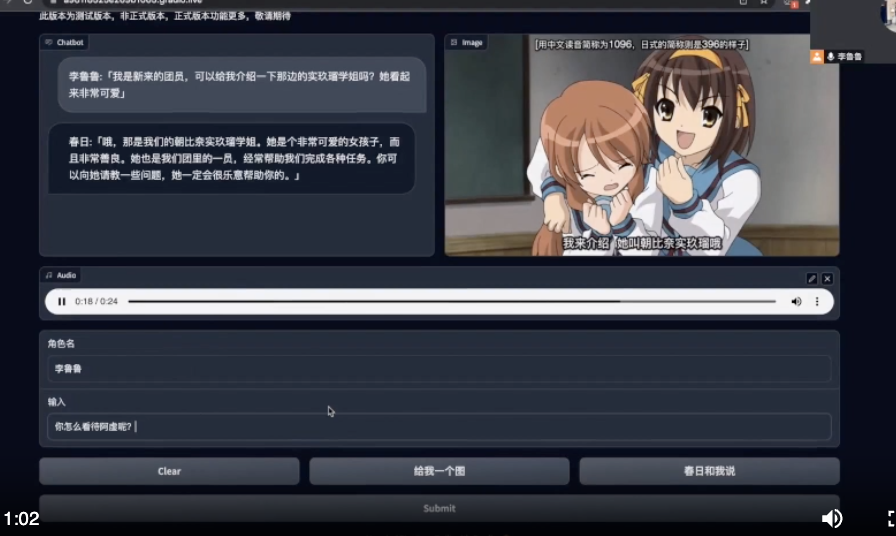 此版本为测试版本，非正式版本，正式版本功能更多，敬请期待
Chatbot
李鲁鲁:「我是新来的团员，可以给我介绍一下那边的实玖瑠学姐吗？她看起
来非常可爱」
春日:「哦，那是我们的朝比奈实玖瑠学姐。她是个非常可爱的女孩子，而
且非常善良。她也是我们团里的一员，经常帮助我们完成各种任务。你可
以向她请教一些问题，她一定会很乐意帮助你的。」
Image
[用中文读音简称为1096，日式的简称则是396的样子]
李鲁鲁
我来介绍 她叫朝比奈实玖瑠哦
Audio
0:18 / 0:24
角色名
李鲁鲁
输入
你怎么看待阿虚呢？
Clear
给我一个图
春日和我说
Submit
1:02